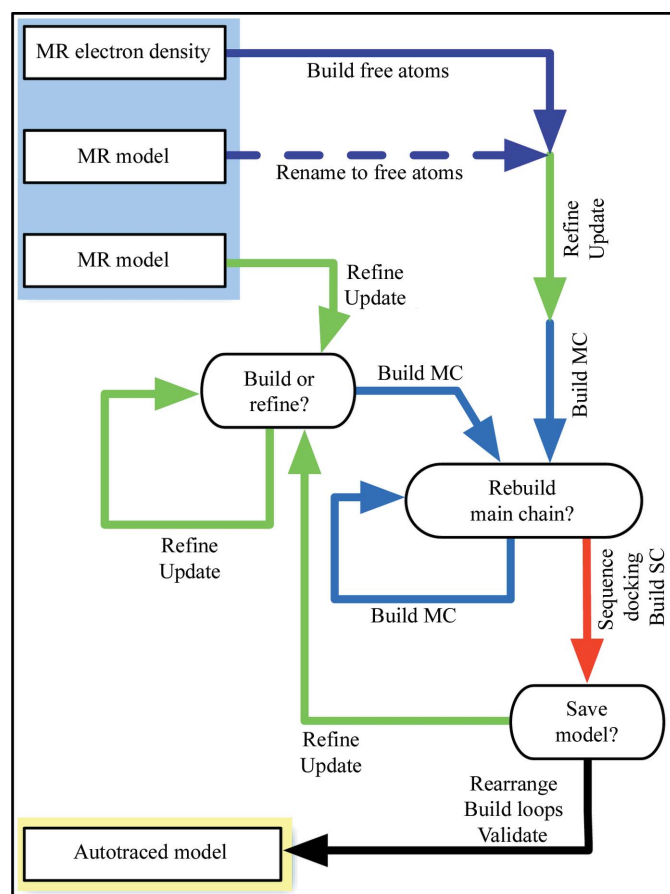 MR electron density
Build free atoms
MR model
Rename to free atoms
Refine
Update
MR model
Refine
Update
Build MC
Build or
refine?
Build MC
Rebuild
main chain?
Refine
Update
Build MC
Sequence
docking
Build SC
Save
model?
Refine
Update
Rearrange
Build loops
Validate
Autotraced model